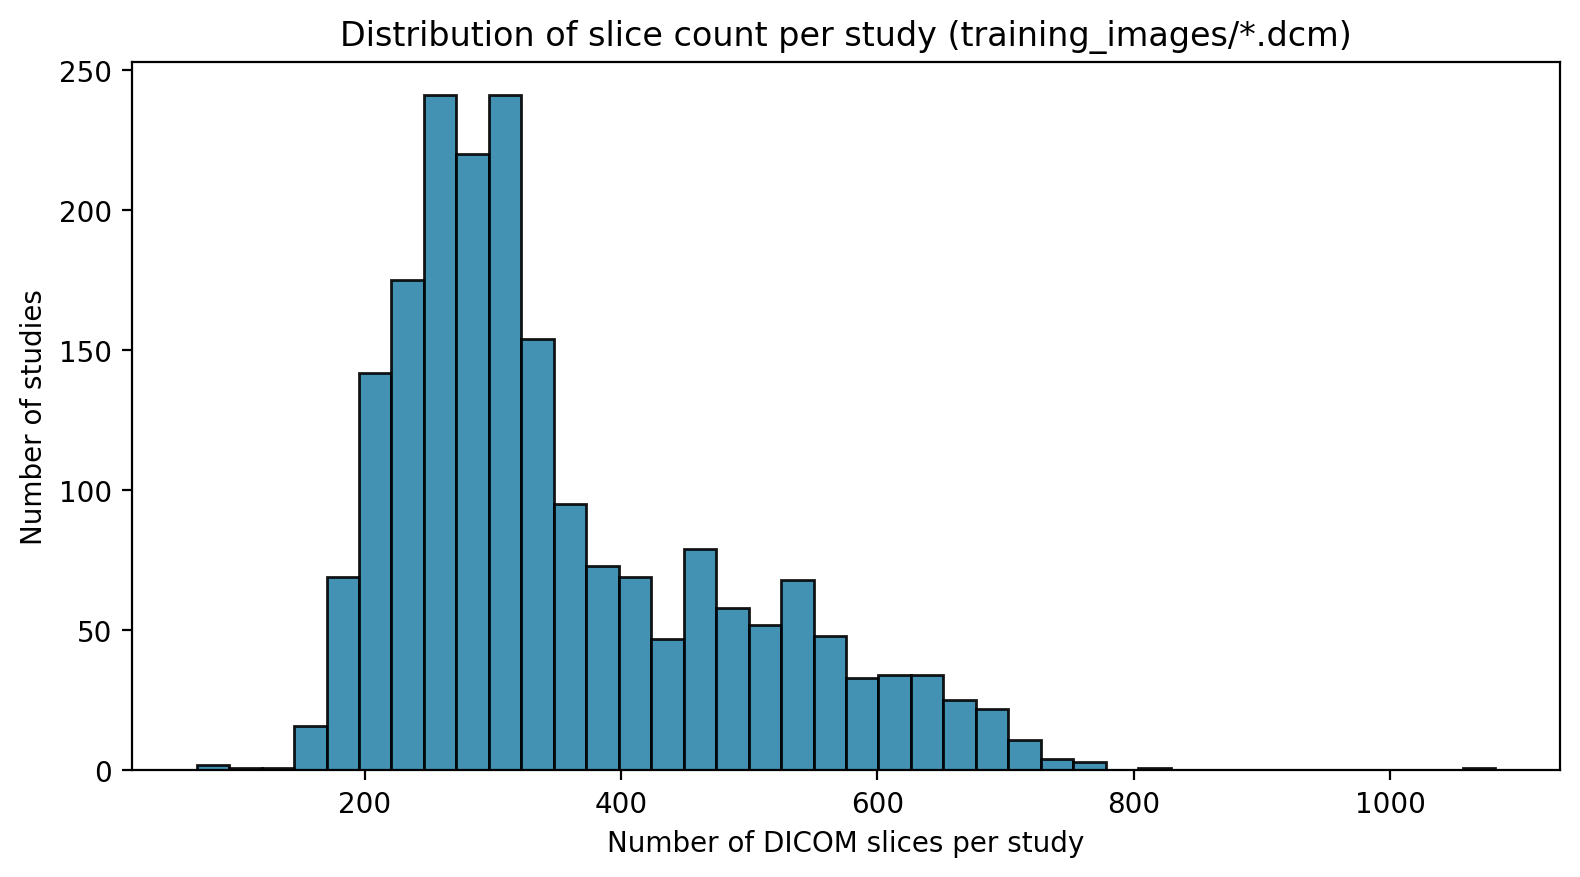 Distribution of slice count per study (training_images/*.dcm)
250
200
150
100
50
0
Number of studies
200 400 600 800 1000
Number of DICOM slices per study